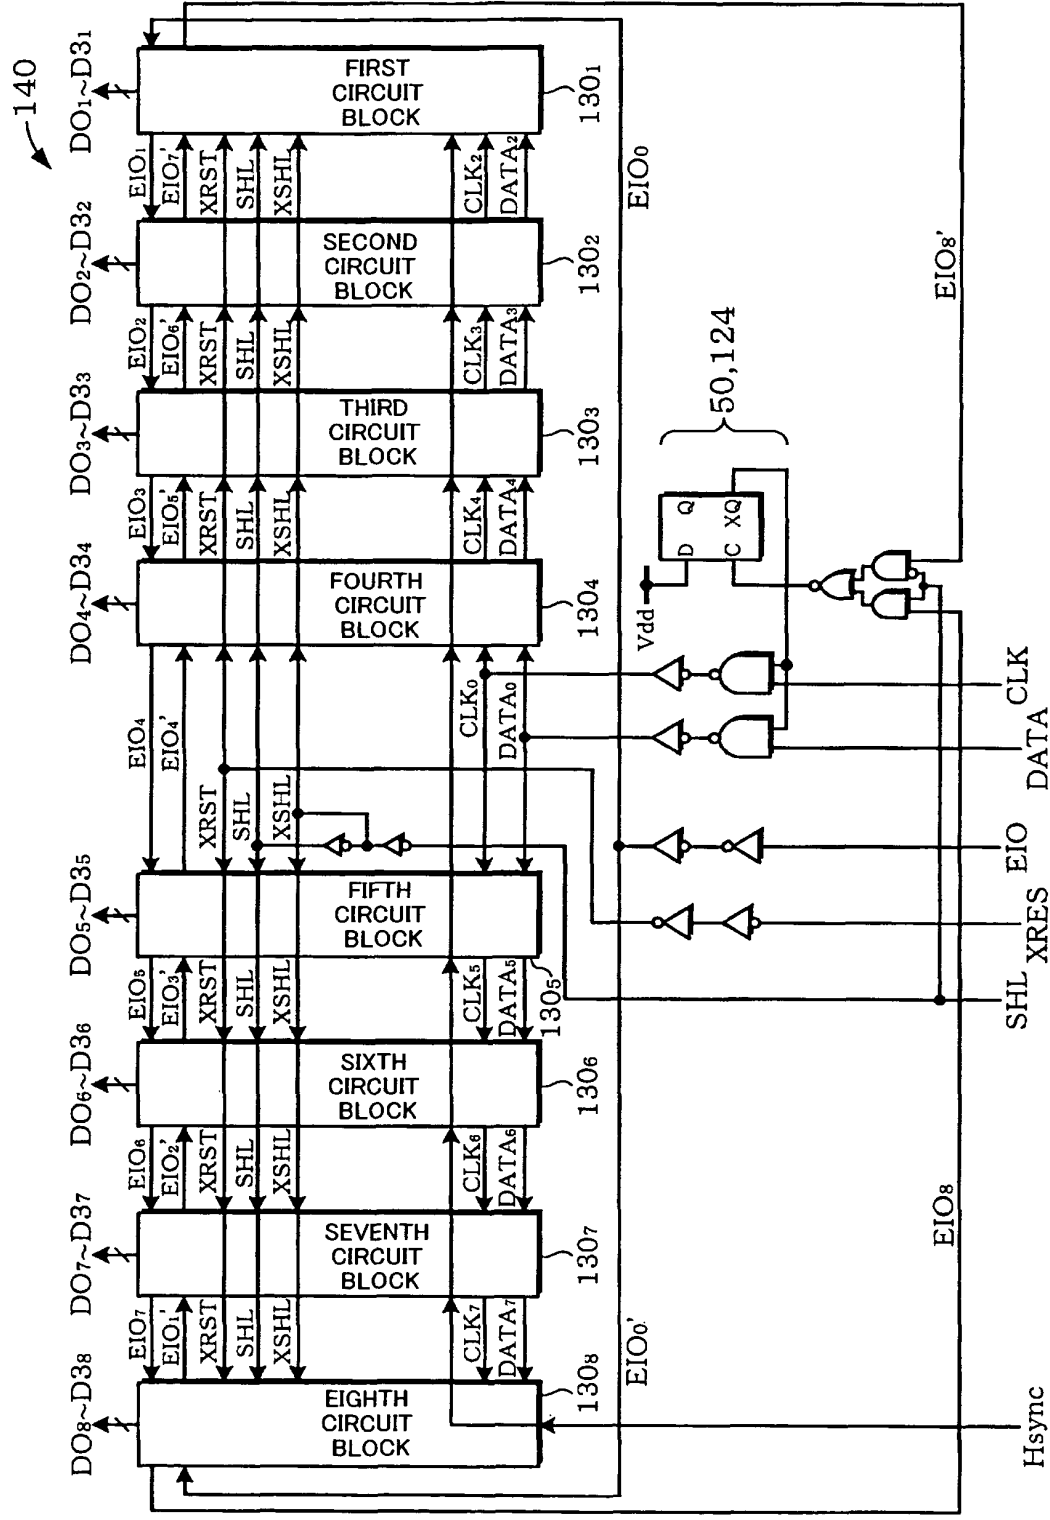 140
DO₁~D3₁
DO₂~D3₂
DO₃~D3₃
DO₄~D3₄
DO₅~D3₅
DO₆~D3₆
DO₇~D3₇
DO₈~D3₈
FIRST
CIRCUIT
BLOCK
130₁
EIO₁
EIO₇'
XRST
SHL
XSHL
CLK₂
DATA₂
SECOND
CIRCUIT
BLOCK
130₂
EIO₂
EIO₆'
XRST
SHL
XSHL
CLK₃
DATA₃
THIRD
CIRCUIT
BLOCK
130₃
EIO₃
EIO₅'
XRST
SHL
XSHL
CLK₄
DATA₄
FOURTH
CIRCUIT
BLOCK
130₄
EIO₄
EIO₄'
XRST
SHL
XSHL
CLK₀
DATA₀
FIFTH
CIRCUIT
BLOCK
130₅
EIO₅
EIO₃'
XRST
SHL
XSHL
CLK₅
DATA₅
SIXTH
CIRCUIT
BLOCK
130₆
EIO₆
EIO₂'
XRST
SHL
XSHL
CLK₆
DATA₆
SEVENTH
CIRCUIT
BLOCK
130₇
EIO₇
EIO₁'
XRST
SHL
XSHL
CLK₇
DATA₇
EIGHTH
CIRCUIT
BLOCK
130₈
EIO₀
EIO₀'
EIO₈'
EIO₈
50,124
Vdd
D Q
C XQ
CLK
DATA
EIO
XRES
SHL
Hsync